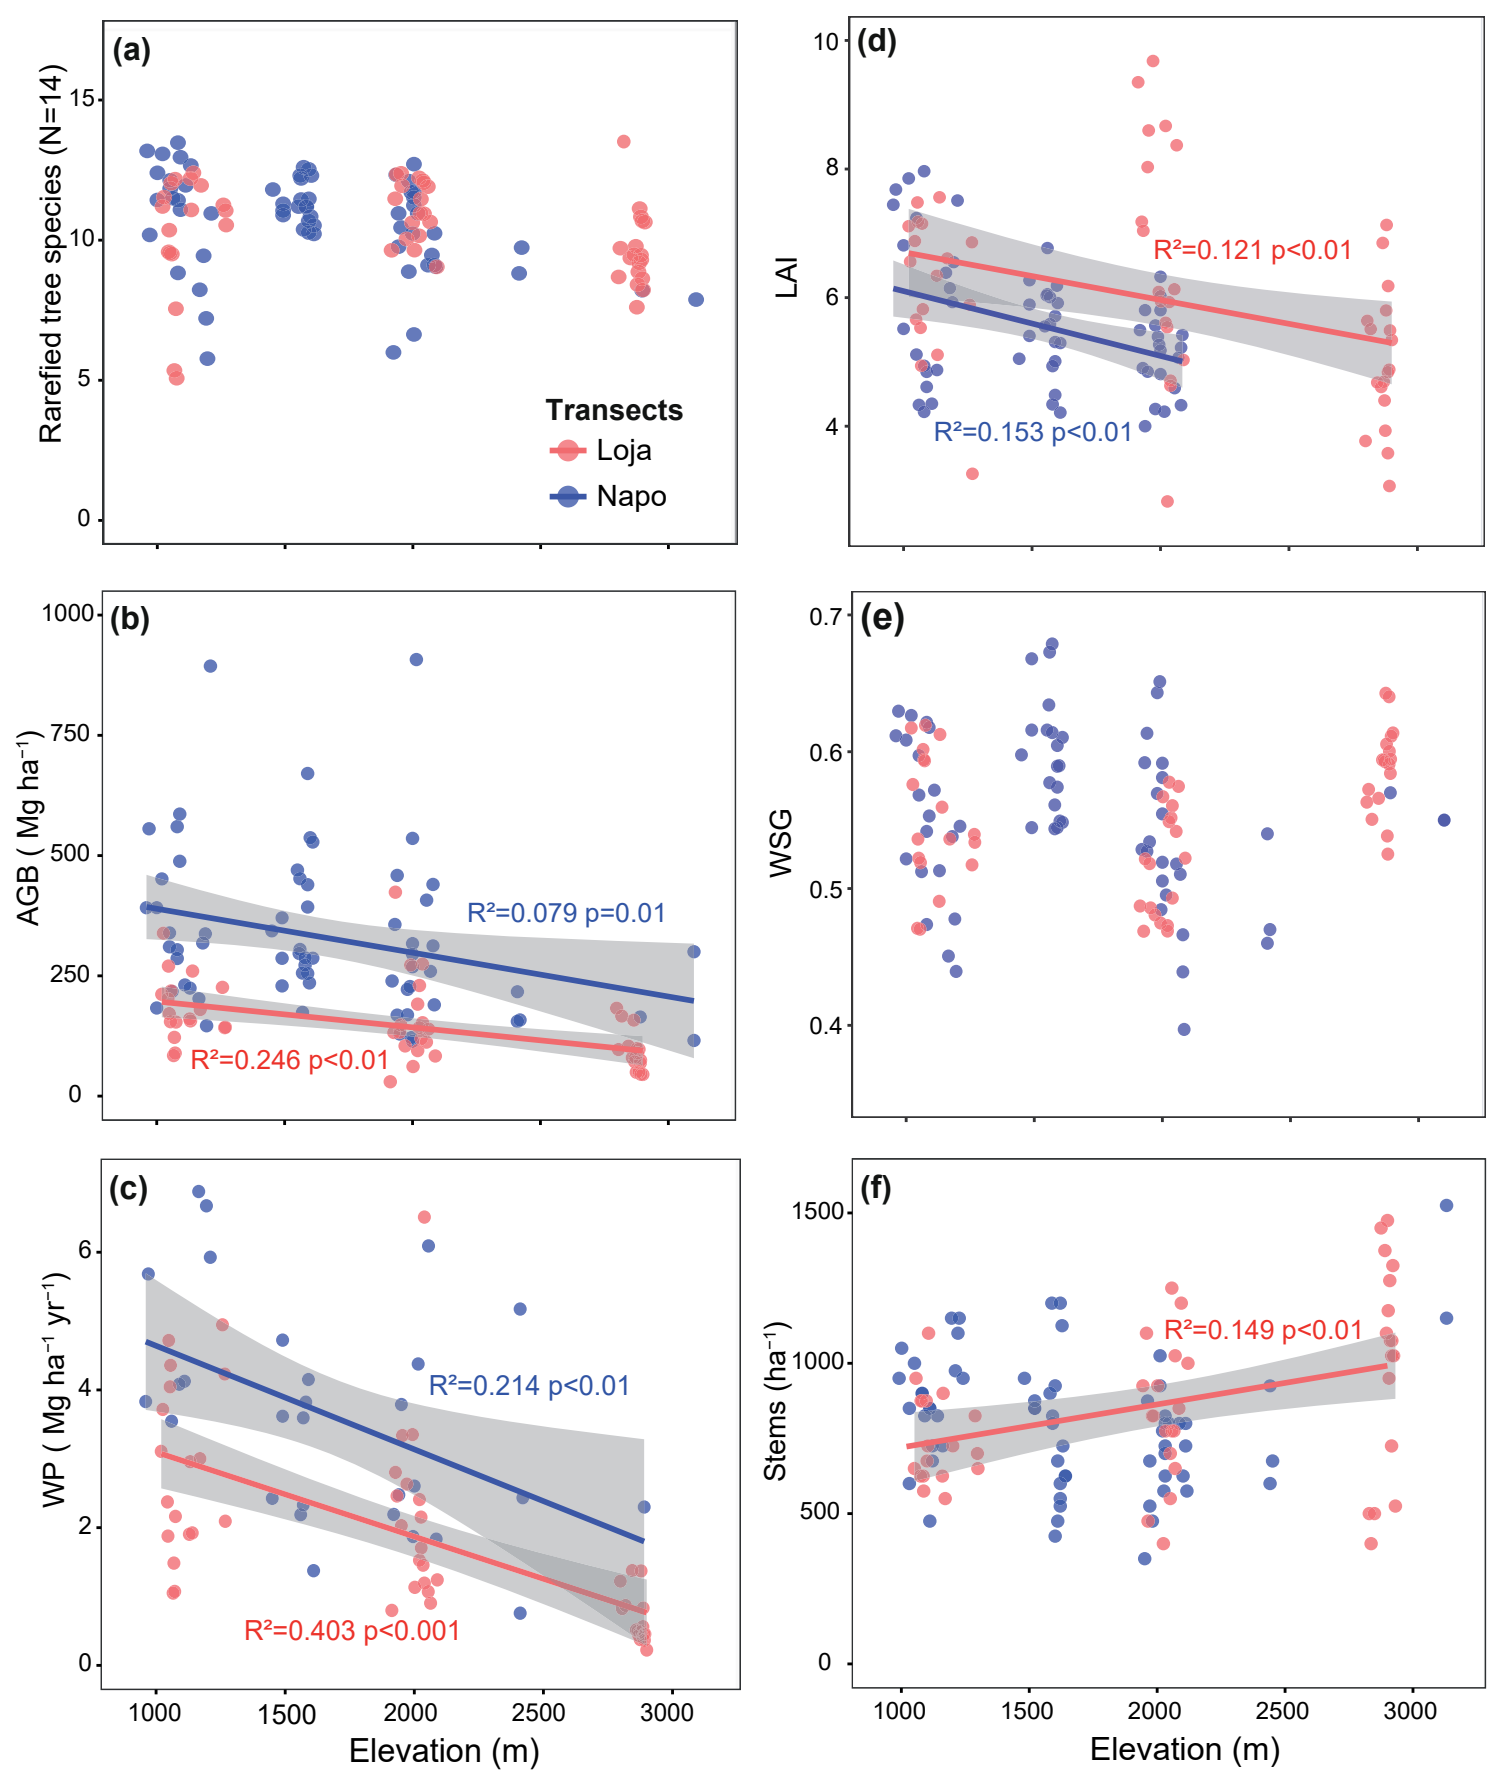 (a)
Rarefied tree species (N=14)
15
10
5
0
Transects
Loja
Napo
(d)
LAI
10
8
6
4
R²=0.121 p<0.01
R²=0.153 p<0.01
(b)
AGB ( Mg ha⁻¹)
1000
750
500
250
0
R²=0.079 p=0.01
R²=0.246 p<0.01
(e)
WSG
0.7
0.6
0.5
0.4
(c)
WP ( Mg ha⁻¹ yr⁻¹)
6
4
2
0
R²=0.214 p<0.01
R²=0.403 p<0.001
1000 1500 2000 2500 3000
Elevation (m)
(f)
Stems (ha⁻¹)
1500
1000
500
0
R²=0.149 p<0.01
1000 1500 2000 2500 3000
Elevation (m)